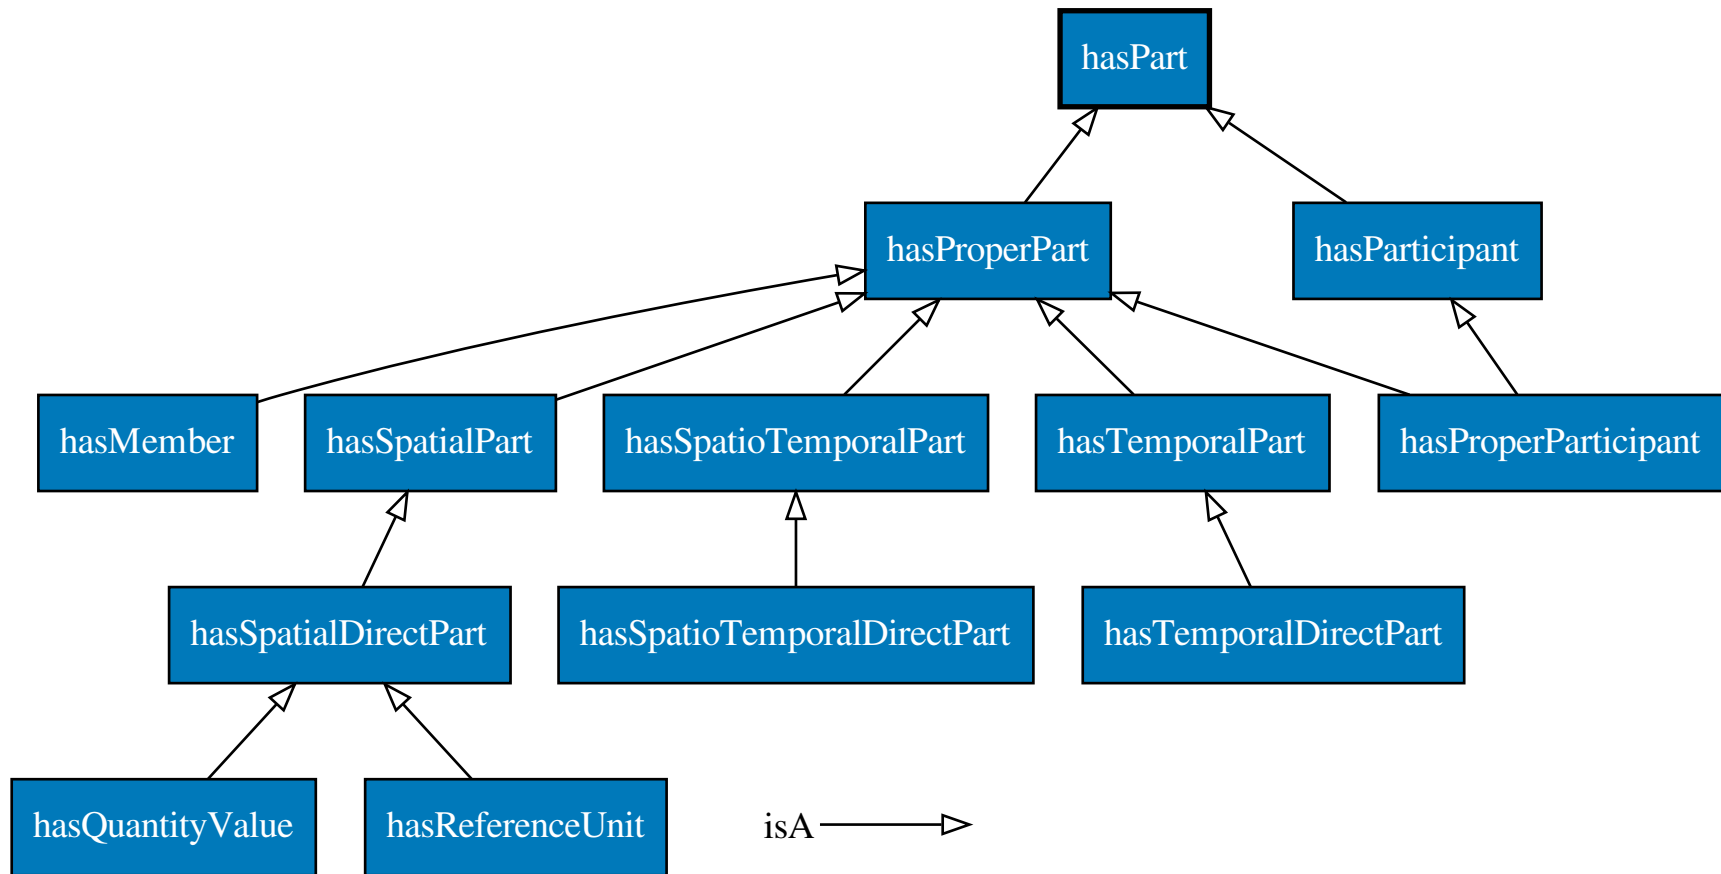 hasPart
hasProperPart
hasParticipant
hasMember
hasSpatialPart
hasSpatioTemporalPart
hasTemporalPart
hasProperParticipant
hasSpatialDirectPart
hasSpatioTemporalDirectPart
hasTemporalDirectPart
hasQuantityValue
hasReferenceUnit
isA